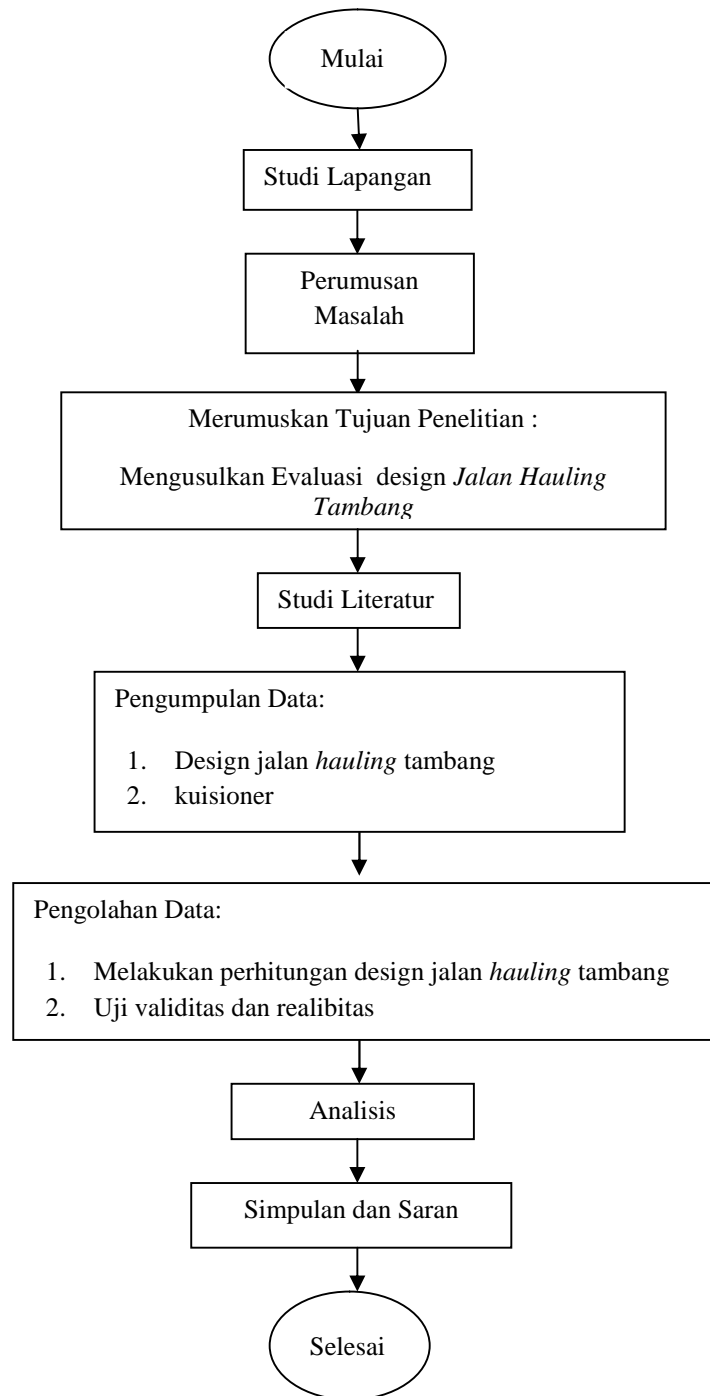 Mulai
Studi Lapangan
Perumusan
Masalah
Merumuskan Tujuan Penelitian :
Mengusulkan Evaluasi design Jalan Hauling
Tambang
Studi Literatur
Pengumpulan Data:
1. Design jalan hauling tambang
2. kuisioner
Pengolahan Data:
1. Melakukan perhitungan design jalan hauling tambang
2. Uji validitas dan realibitas
Analisis
Simpulan dan Saran
Selesai